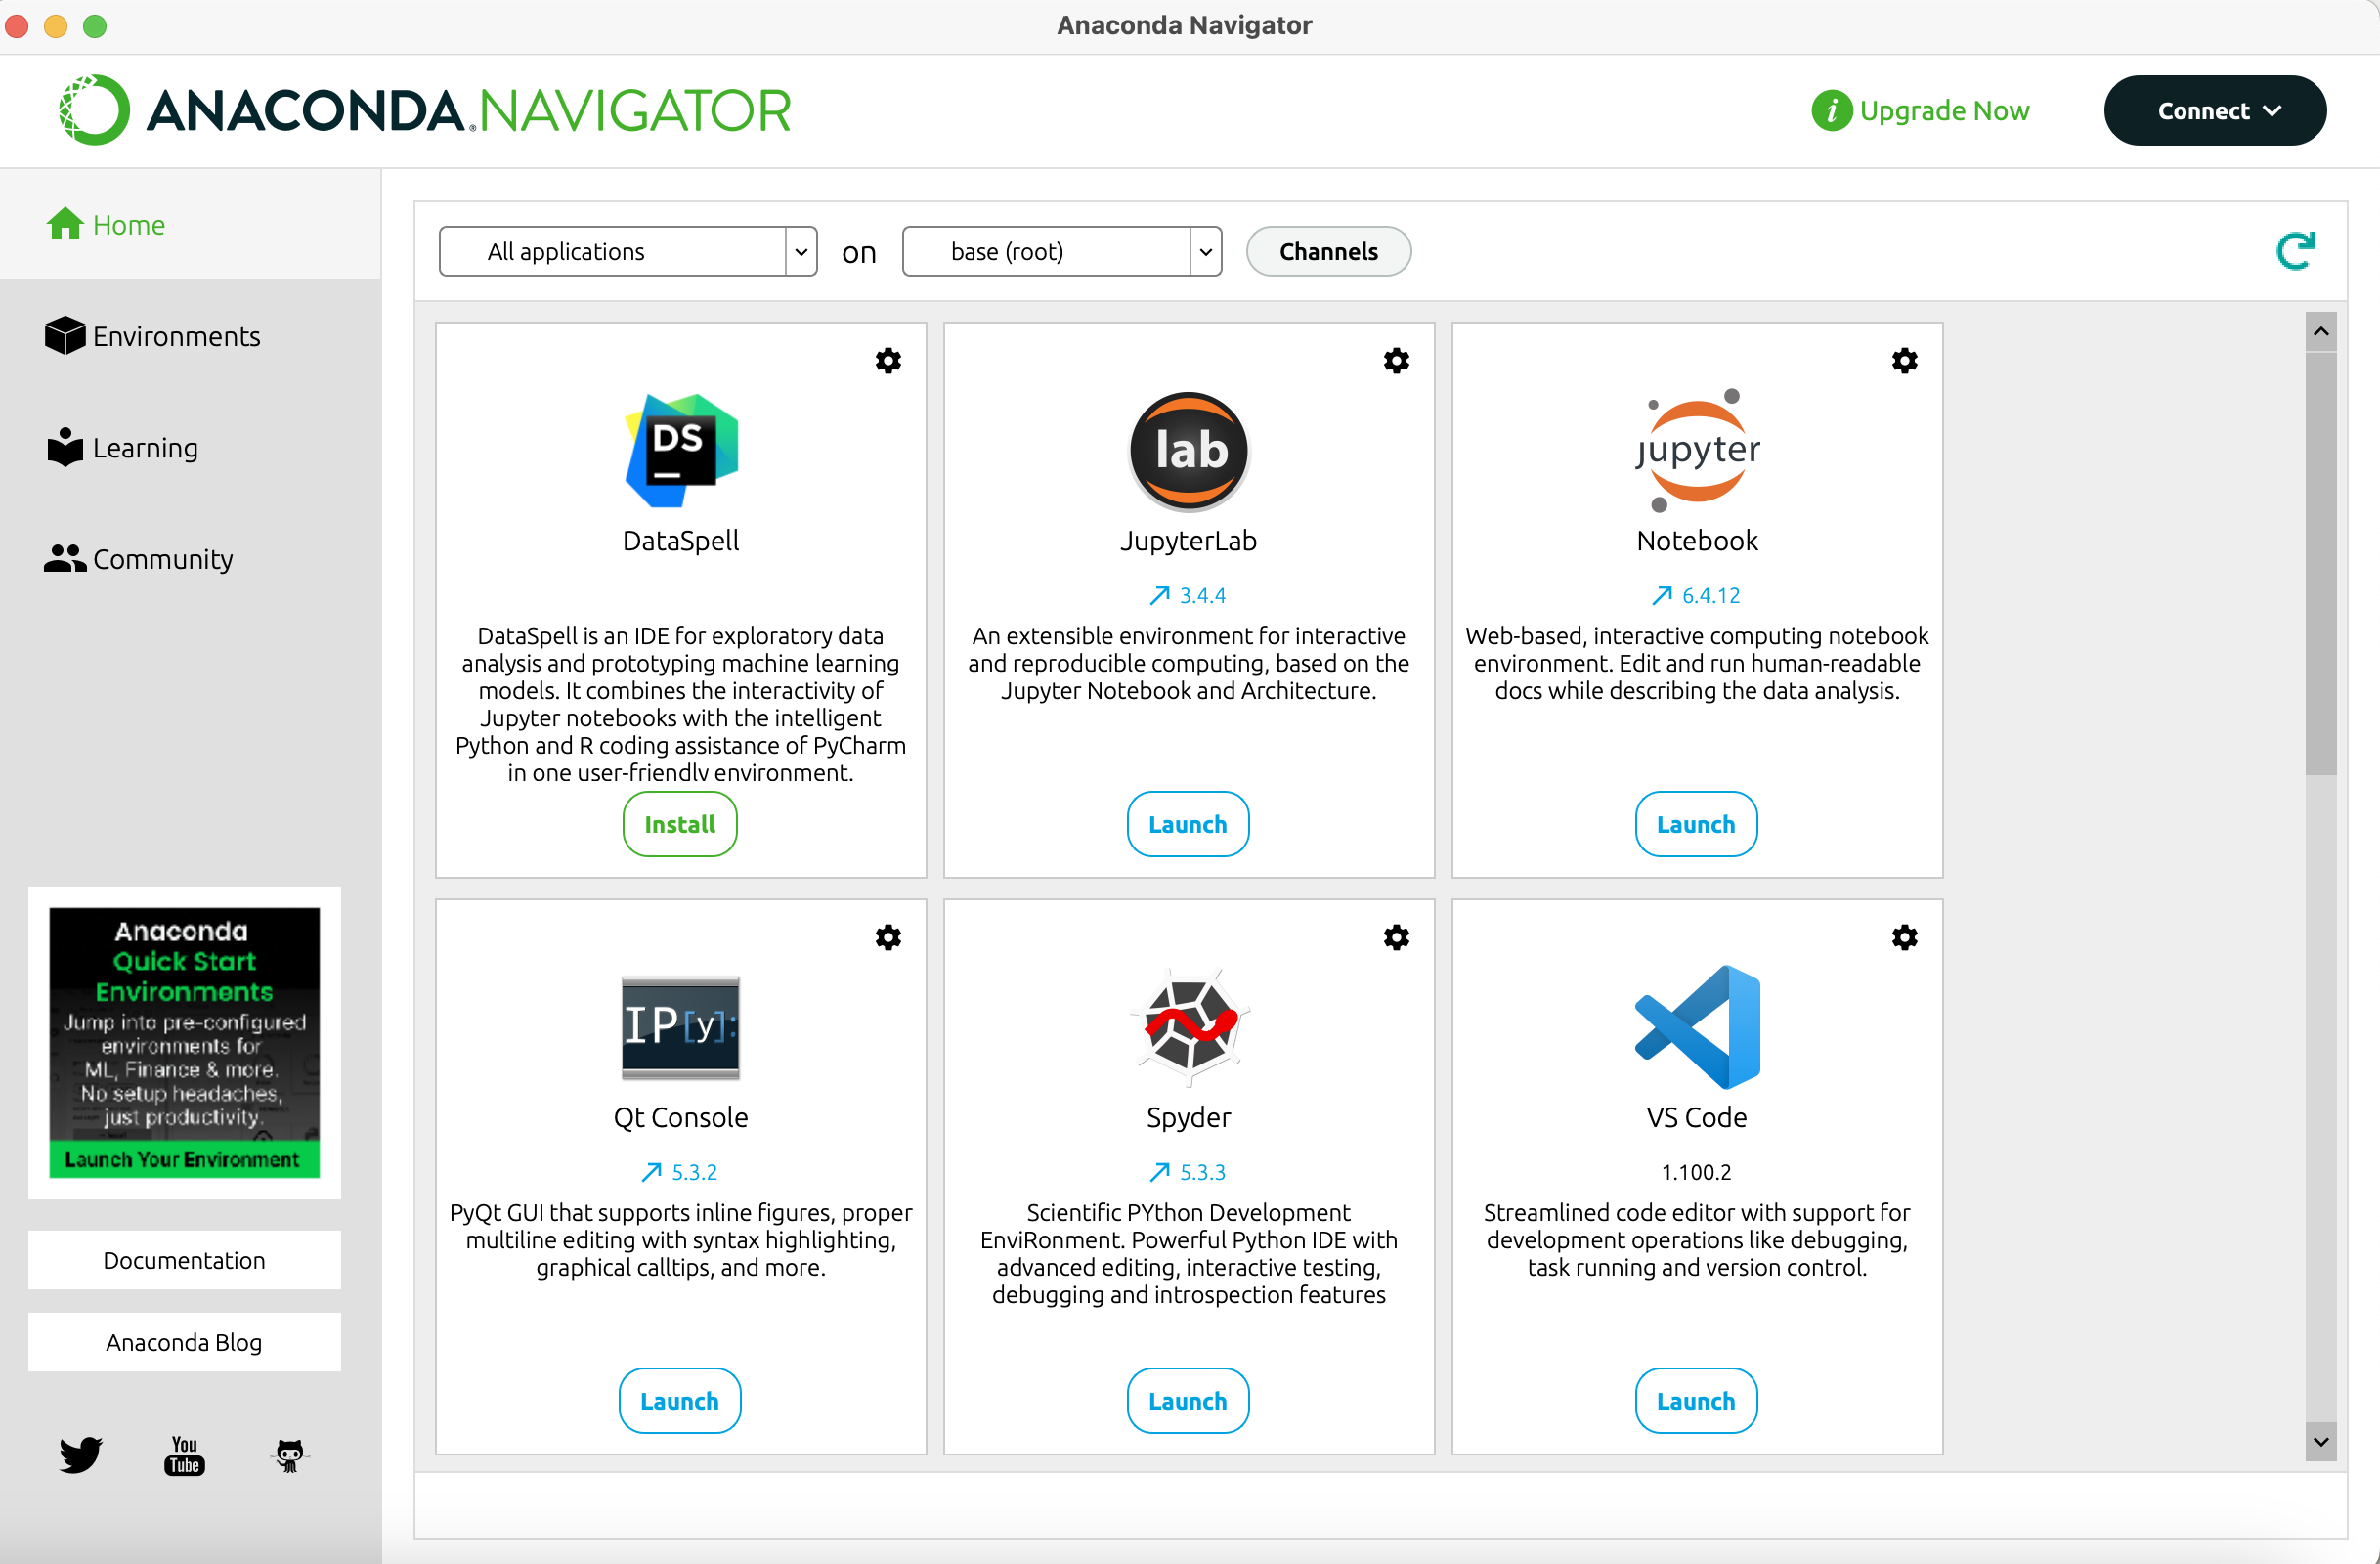 Anaconda Navigator
ANACONDA.NAVIGATOR
Upgrade Now
Connect
Home
Environments
Learning
Community
Anaconda
Quick Start
Environments
Jump into pre-configured
environments for
ML, Finance & more.
No setup headaches,
just productivity.
Launch Your Environment
Documentation
Anaconda Blog
You
Tube
All applications
on
base (root)
Channels
DS
DataSpell
DataSpell is an IDE for exploratory data
analysis and prototyping machine learning
models. It combines the interactivity of
Jupyter notebooks with the intelligent
Python and R coding assistance of PyCharm
in one user-friendly environment.
Install
lab
JupyterLab
3.4.4
An extensible environment for interactive
and reproducible computing, based on the
Jupyter Notebook and Architecture.
Launch
jupyter
Notebook
6.4.12
Web-based, interactive computing notebook
environment. Edit and run human-readable
docs while describing the data analysis.
Launch
IP[y]:
Qt Console
5.3.2
PyQt GUI that supports inline figures, proper
multiline editing with syntax highlighting,
graphical calltips, and more.
Launch
Spyder
5.3.3
Scientific PYthon Development
EnviRonment. Powerful Python IDE with
advanced editing, interactive testing,
debugging and introspection features
Launch
VS Code
1.100.2
Streamlined code editor with support for
development operations like debugging,
task running and version control.
Launch